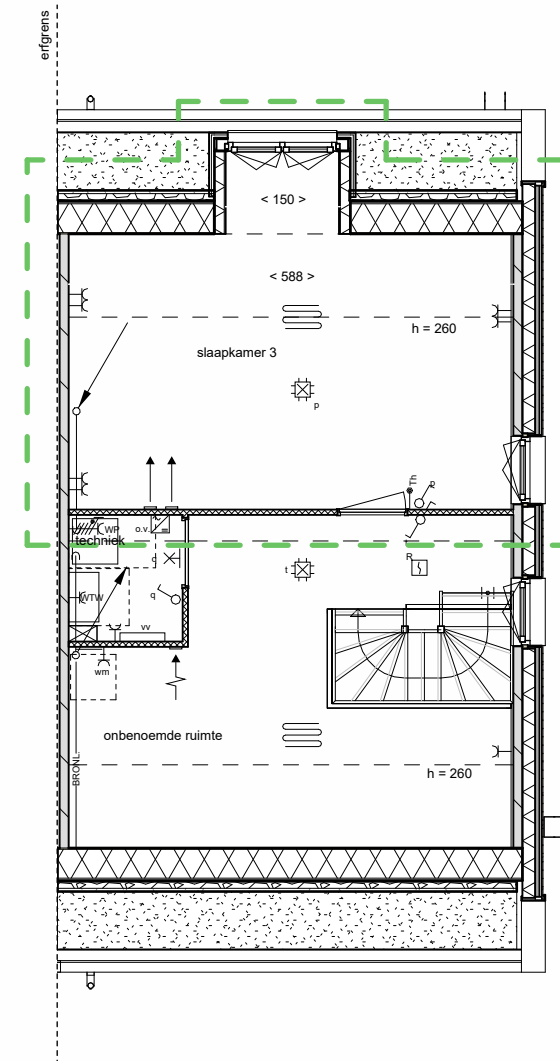 erfgrens
< 150 >
< 588 >
h = 260
slaapkamer 3
p
Th
p
o.v.
WP
techniek
c
t
R
WTW
q
vv
wm
onbenoemde ruimte
BRONL.
h = 260